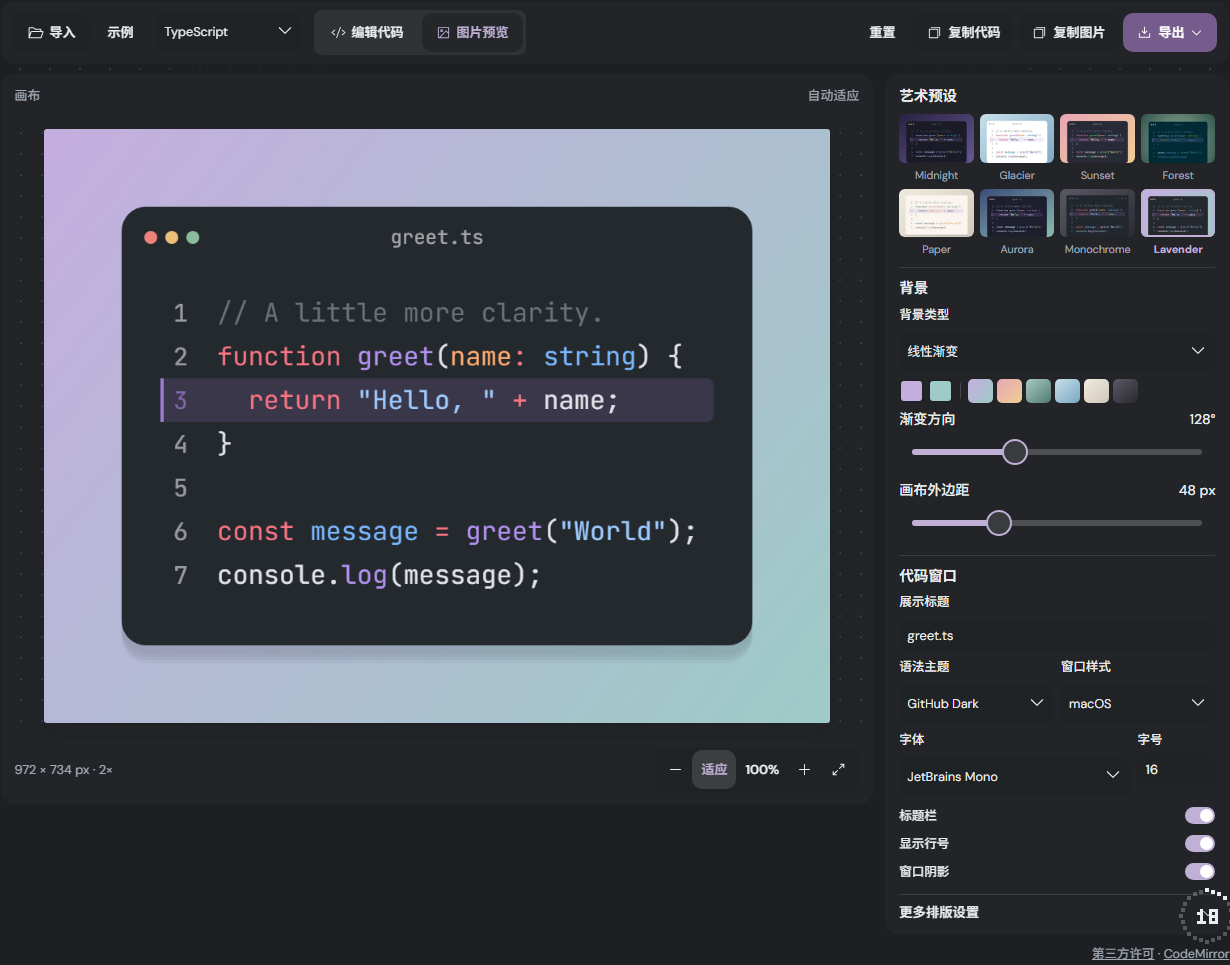 导入 示例 TypeScript </> 编辑代码 图片预览 重置 复制代码 复制图片 导出
画布 自动适应
greet.ts
1 // A little more clarity.
2 function greet(name: string) {
3   return "Hello, " + name;
4 }
5
6 const message = greet("World");
7 console.log(message);
972 × 734 px · 2×
适应 100%
艺术预设
Midnight Glacier Sunset Forest
Paper Aurora Monochrome Lavender
背景
背景类型
线性渐变
渐变方向 128°
画布外边距 48 px
代码窗口
展示标题
greet.ts
语法主题 窗口样式
GitHub Dark macOS
字体 字号
JetBrains Mono 16
标题栏
显示行号
窗口阴影
更多排版设置
18
第三方许可 · CodeMirror